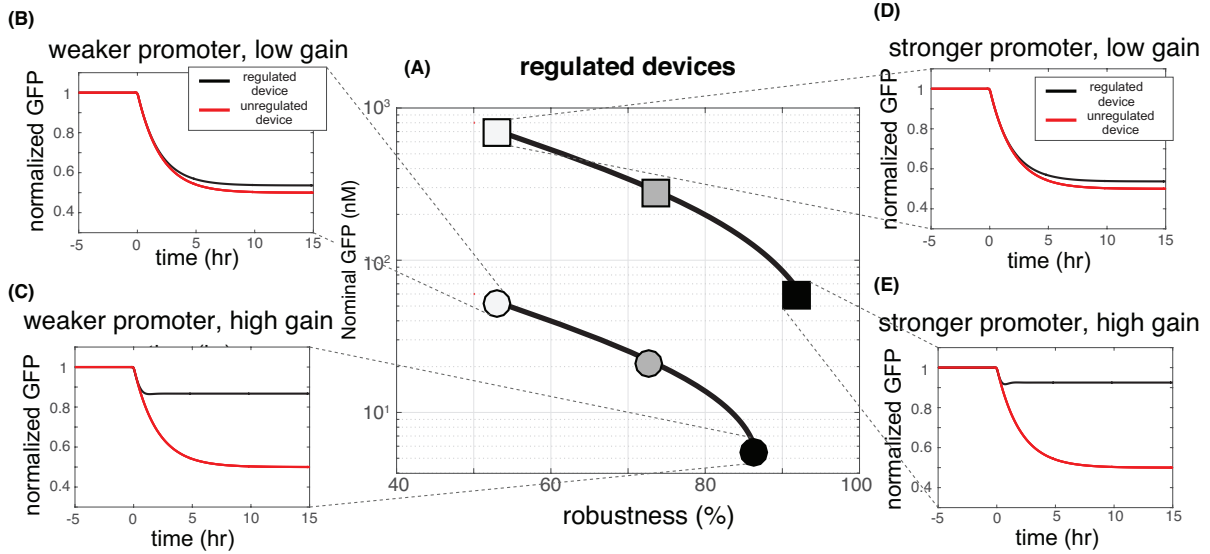 (B)
weaker promoter, low gain
regulated
device
unregulated
device
normalized GFP
1
0.8
0.6
0.4
-5
0
5
10
15
time (hr)
(C)
weaker promoter, high gain
normalized GFP
1
0.8
0.6
0.4
-5
0
5
10
15
time (hr)
(A)
regulated devices
Nominal GFP (nM)
10³
10²
10¹
40
60
80
100
robustness (%)
(D)
stronger promoter, low gain
regulated
device
unregulated
device
normalized GFP
1
0.8
0.6
0.4
-5
0
5
10
15
time (hr)
(E)
stronger promoter, high gain
normalized GFP
1
0.8
0.6
0.4
-5
0
5
10
15
time (hr)